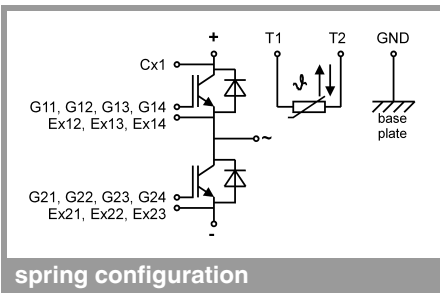 + T1 T2 GND
Cx1
ϑ
G11, G12, G13, G14
Ex12, Ex13, Ex14
base
plate
~
G21, G22, G23, G24
Ex21, Ex22, Ex23
-
spring configuration